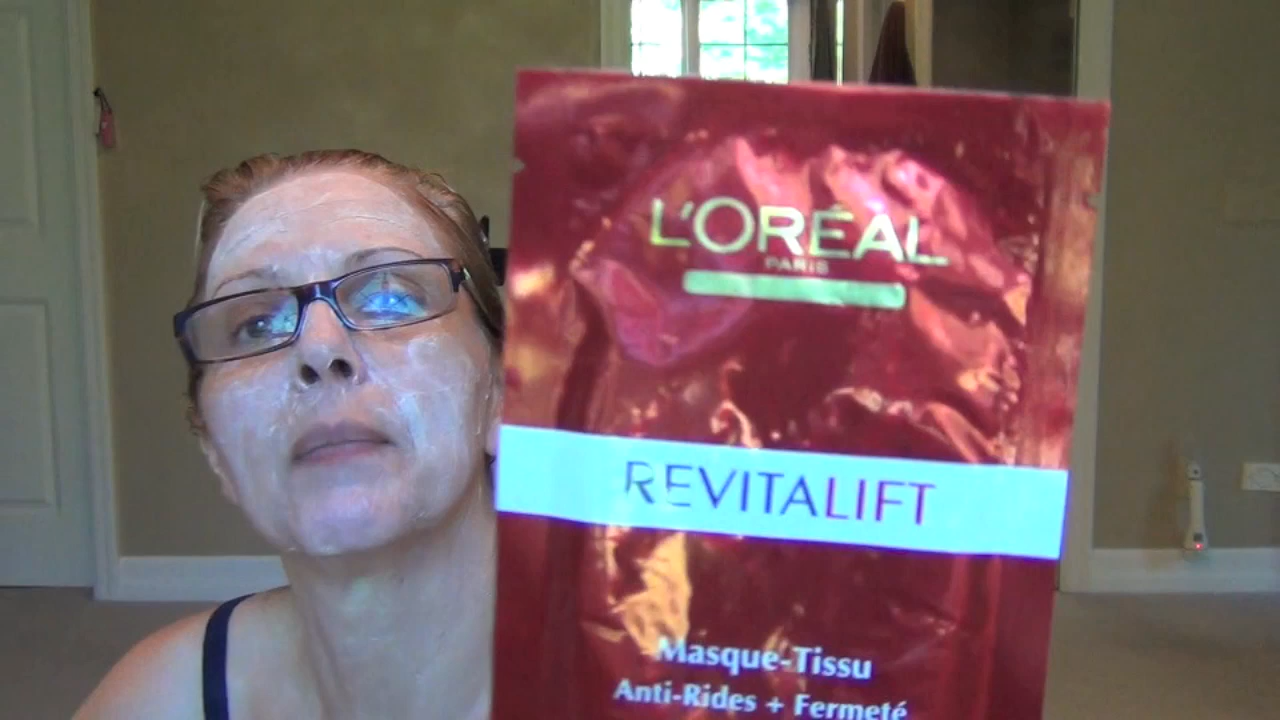 L'ORÉAL
PARIS
REVITALIFT
Masque-Tissu
Anti-Rides + Fermeté